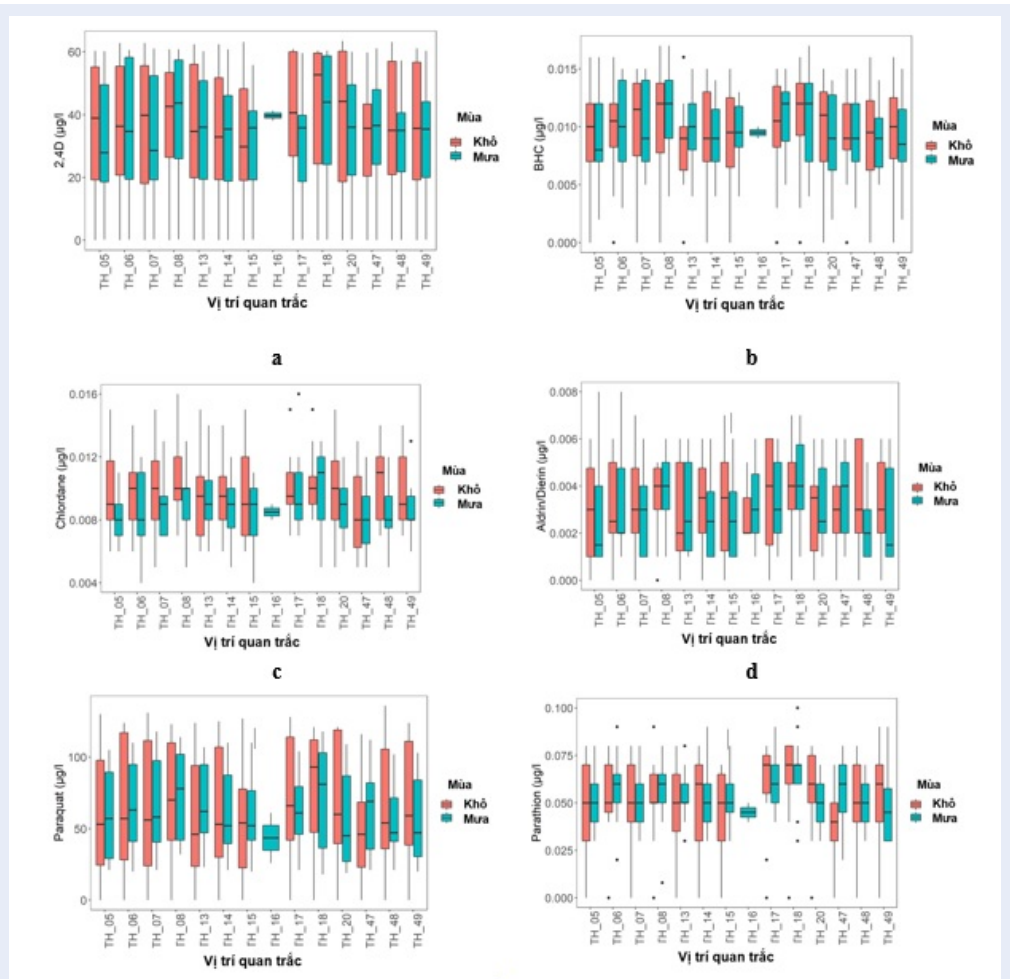 60
40
20
0
2,4D (µg/l
TH_05 TH_06 TH_07 TH_08 TH_13 TH_14 TH_15 TH_16 TH_17 TH_18 TH_20 TH_47 TH_48 TH_49
Vị trí quan trắc
Mùa
Khô
Mưa
a
0.015
0.010
0.005
0.000
BHC (µg/l
TH_05 TH_06 TH_07 TH_08 TH_13 TH_14 TH_15 TH_16 TH_17 TH_18 TH_20 TH_47 TH_48 TH_49
Vị trí quan trắc
Mùa
Khô
Mưa
b
0.016
0.012
0.008
0.004
Chlordane (µg/l
TH_05 TH_06 TH_07 TH_08 TH_13 TH_14 TH_15 TH_16 TH_17 TH_18 TH_20 TH_47 TH_48 TH_49
Vị trí quan trắc
Mùa
Khô
Mưa
c
0.008
0.006
0.004
0.002
0.000
Aldrin/Dierin (µg/l
TH_05 TH_06 TH_07 TH_08 TH_13 TH_14 TH_15 TH_16 TH_17 TH_18 TH_20 TH_47 TH_48 TH_49
Vị trí quan trắc
Mùa
Khô
Mưa
d
100
50
0
Paraquat (µg/l
TH_05 TH_06 TH_07 TH_08 TH_13 TH_14 TH_15 TH_16 TH_17 TH_18 TH_20 TH_47 TH_48 TH_49
Vị trí quan trắc
Mùa
Khô
Mưa
0.100
0.075
0.050
0.025
0.000
Parathion (µg/l
TH_05 TH_06 TH_07 TH_08 TH_13 TH_14 TH_15 TH_16 TH_17 TH_18 TH_20 TH_47 TH_48 TH_49
Vị trí quan trắc
Mùa
Khô
Mưa